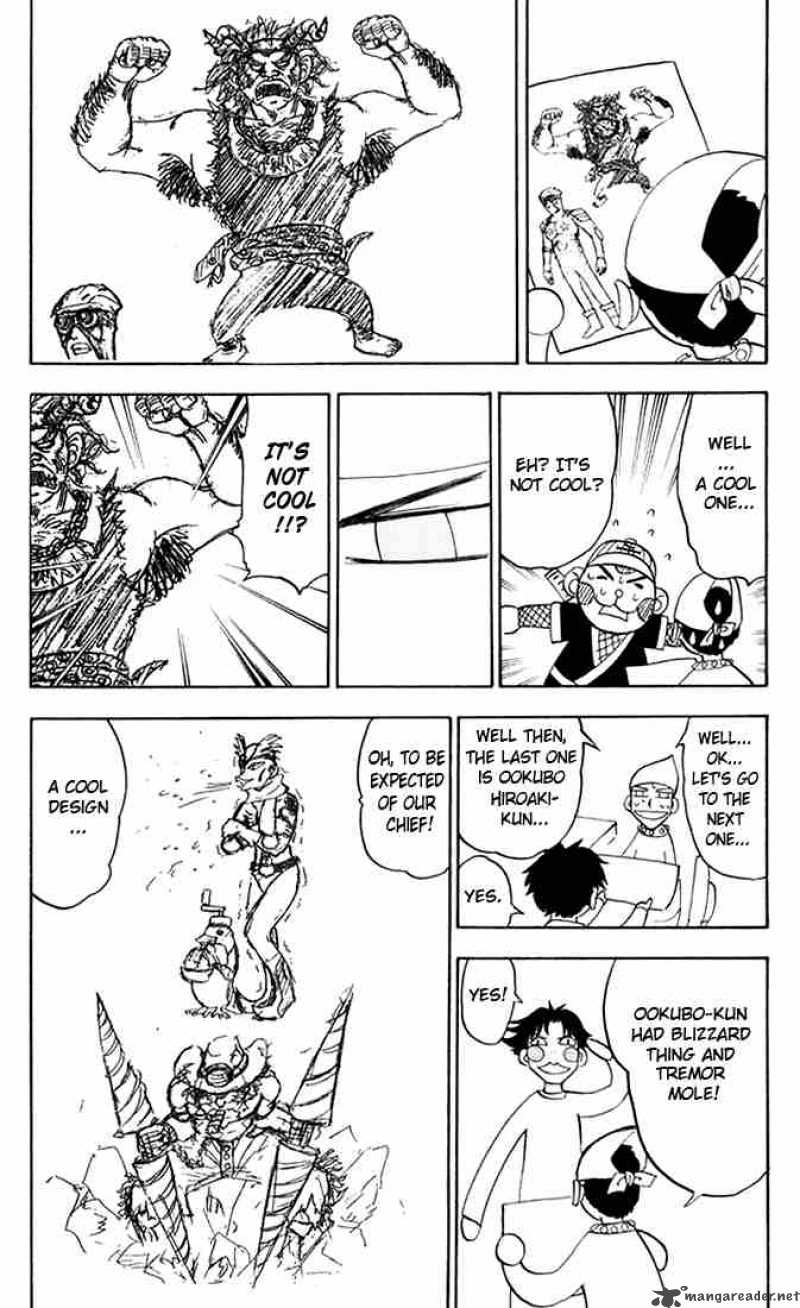 WELL
...
A COOL
ONE...
EH? IT'S
NOT COOL?
IT'S
NOT
COOL
!!?
WELL...
OK...
LET'S GO
TO THE
NEXT
ONE...
WELL THEN,
THE LAST ONE
IS OOKUBO
HIROAKI-
KUN...
YES.
OOKUBO-KUN
HAD BLIZZARD
THING AND
TREMOR
MOLE!
YES!
OH, TO BE
EXPECTED
OF OUR
CHIEF!
A COOL
DESIGN
...
mangareader.net